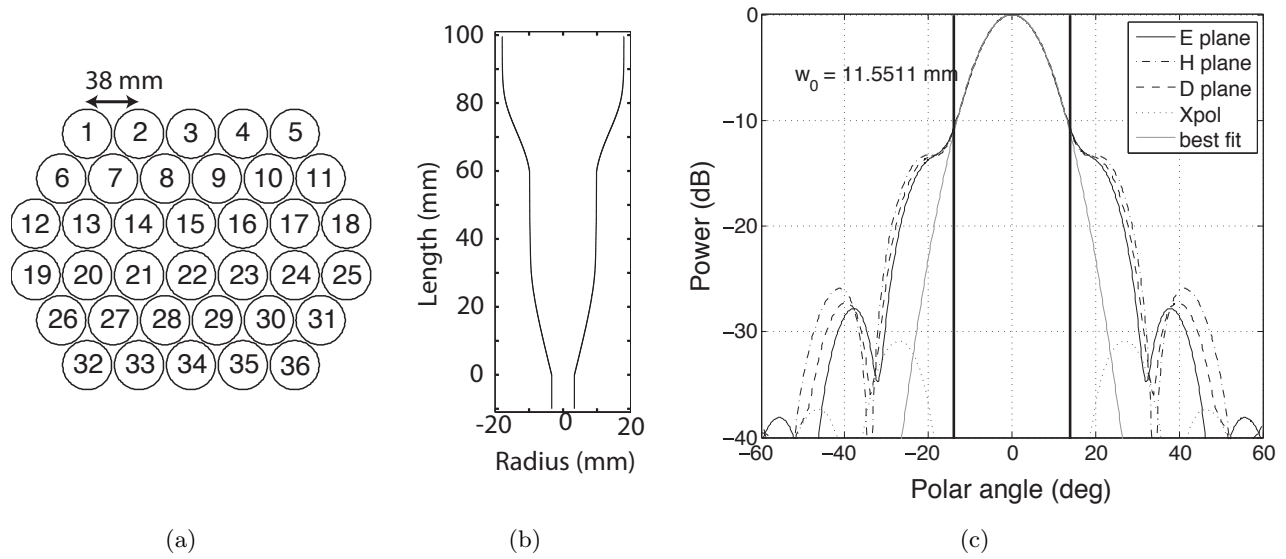 38 mm
1 2 3 4 5
6 7 8 9 10 11
12 13 14 15 16 17 18
19 20 21 22 23 24 25
26 27 28 29 30 31
32 33 34 35 36
(a)
100
80
60
40
20
0
-20 0 20
Length (mm)
Radius (mm)
(b)
0
−10
−20
−30
−40
−60 −40 −20 0 20 40 60
Power (dB)
Polar angle (deg)
w0 = 11.5511 mm
E plane
H plane
D plane
Xpol
best fit
(c)